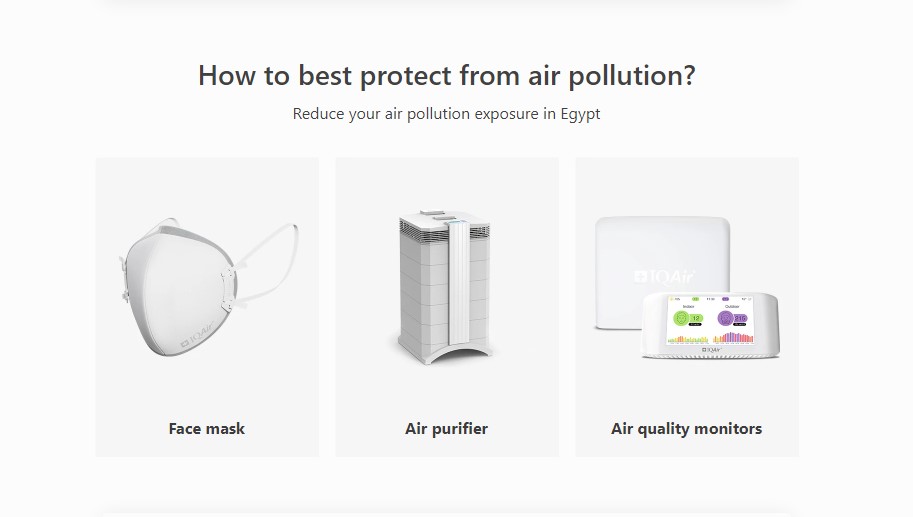 How to best protect from air pollution?
Reduce your air pollution exposure in Egypt
IQAir
IQAir
Indoor Outdoor
12 210
IQAir
Face mask
Air purifier
Air quality monitors